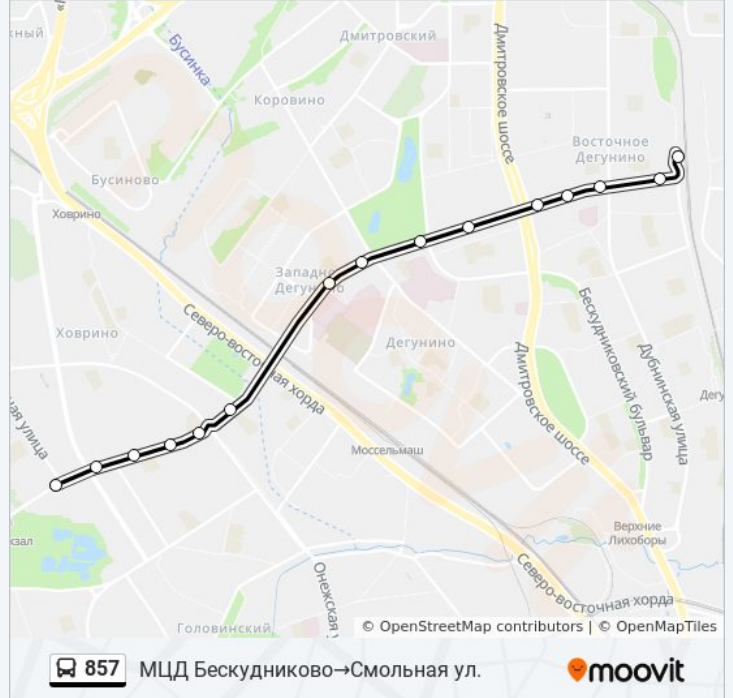 Дмитровский
Бусинка
Коровино
Дмитровское шоссе
Восточное
Дегунино
Бусиново
Ховрино
Западное
Дегунино
Северо-восточная хорда
Ховрино
Дегунино
Бескудниковский бульвар
Дубнинская улица
Дмитровское шоссе
Моссельмаш
Верхние
Лихоборы
Северо-восточная хорда
Онежская
Головинский
© OpenStreetMap contributors | © OpenMapTiles
857 МЦД Бескудниково→Смольная ул.
moovit